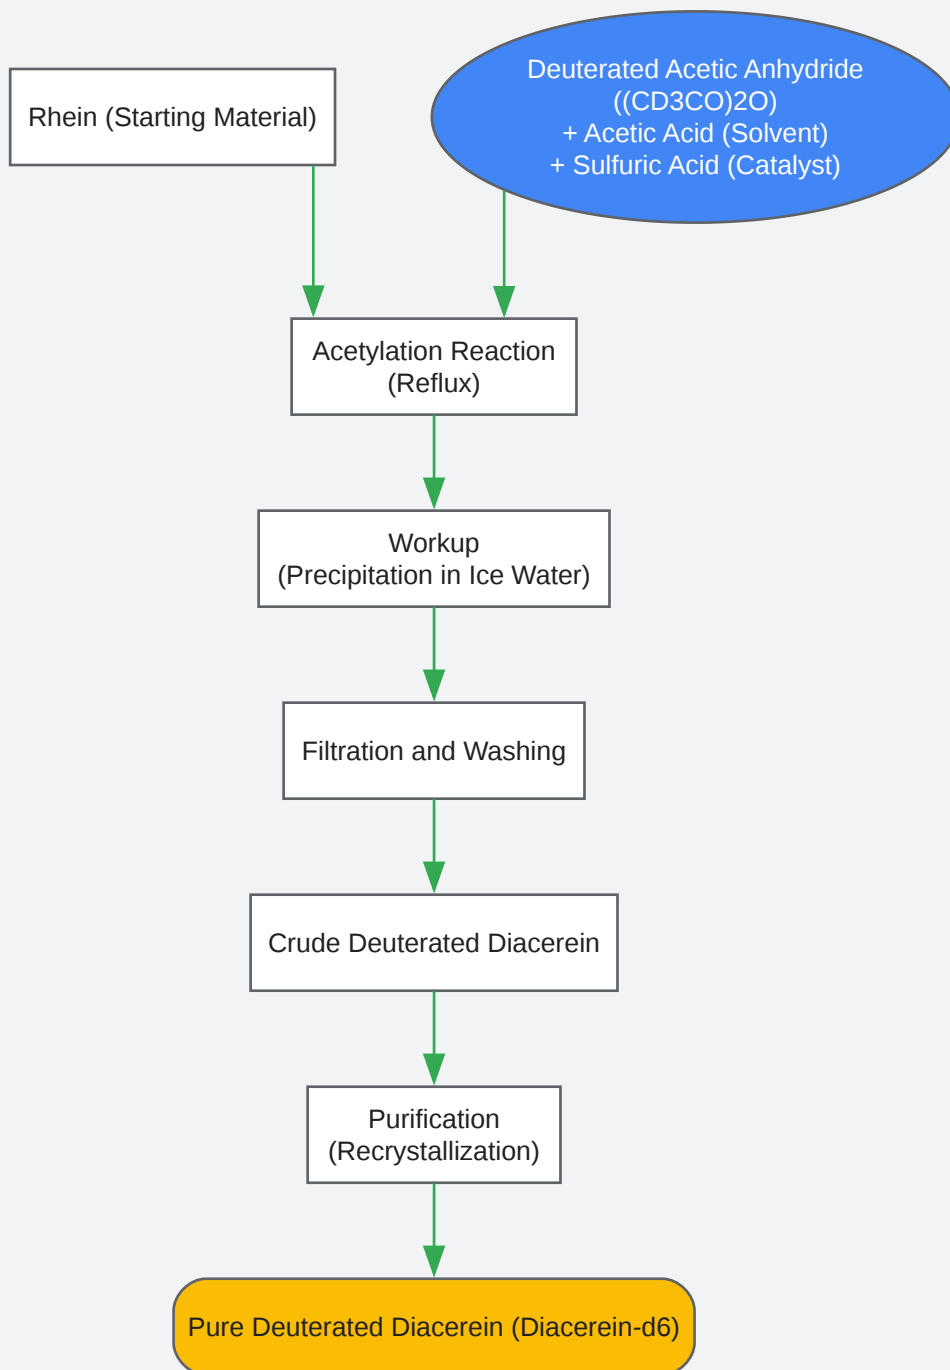 Rhein (Starting Material)
Deuterated Acetic Anhydride
((CD3CO)2O)
+ Acetic Acid (Solvent)
+ Sulfuric Acid (Catalyst)
Acetylation Reaction
(Reflux)
Workup
(Precipitation in Ice Water)
Filtration and Washing
Crude Deuterated Diacerein
Purification
(Recrystallization)
Pure Deuterated Diacerein (Diacerein-d6)